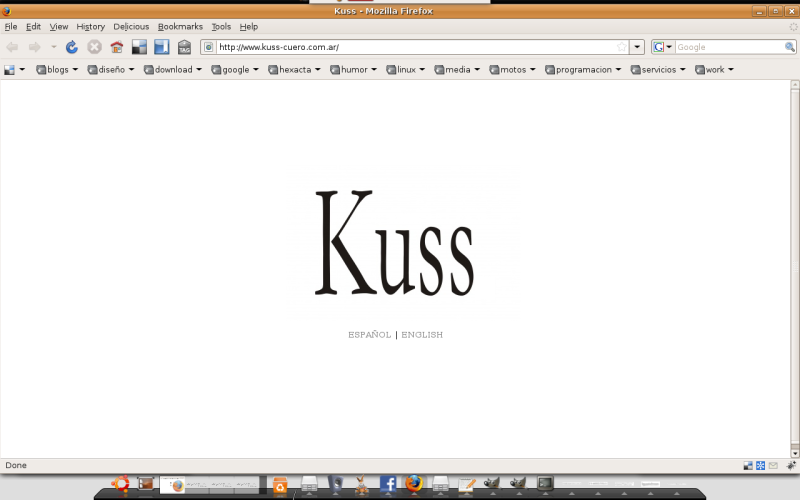 Kuss - Mozilla Firefox
File Edit View History Delicious Bookmarks Tools Help
TAG http://www.kuss-cuero.com.ar/ G Google
blogs diseño download google hexacta humor linux media motos programacion servicios work
Kuss
ESPAÑOL | ENGLISH
Done